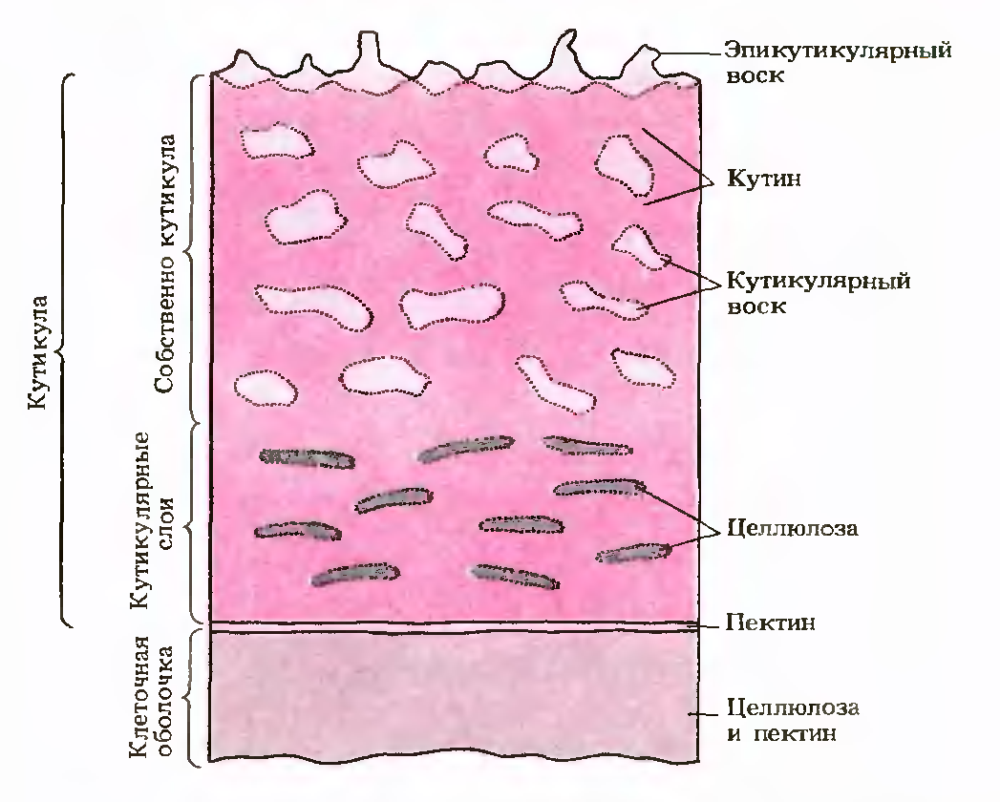 Эпикутикулярный
воск
Кутин
Кутикулярный
воск
Целлюлоза
Пектин
Целлюлоза
и пектин
Кутикула
Собственно кутикула
Кутикулярные
слои
Клеточная
оболочка